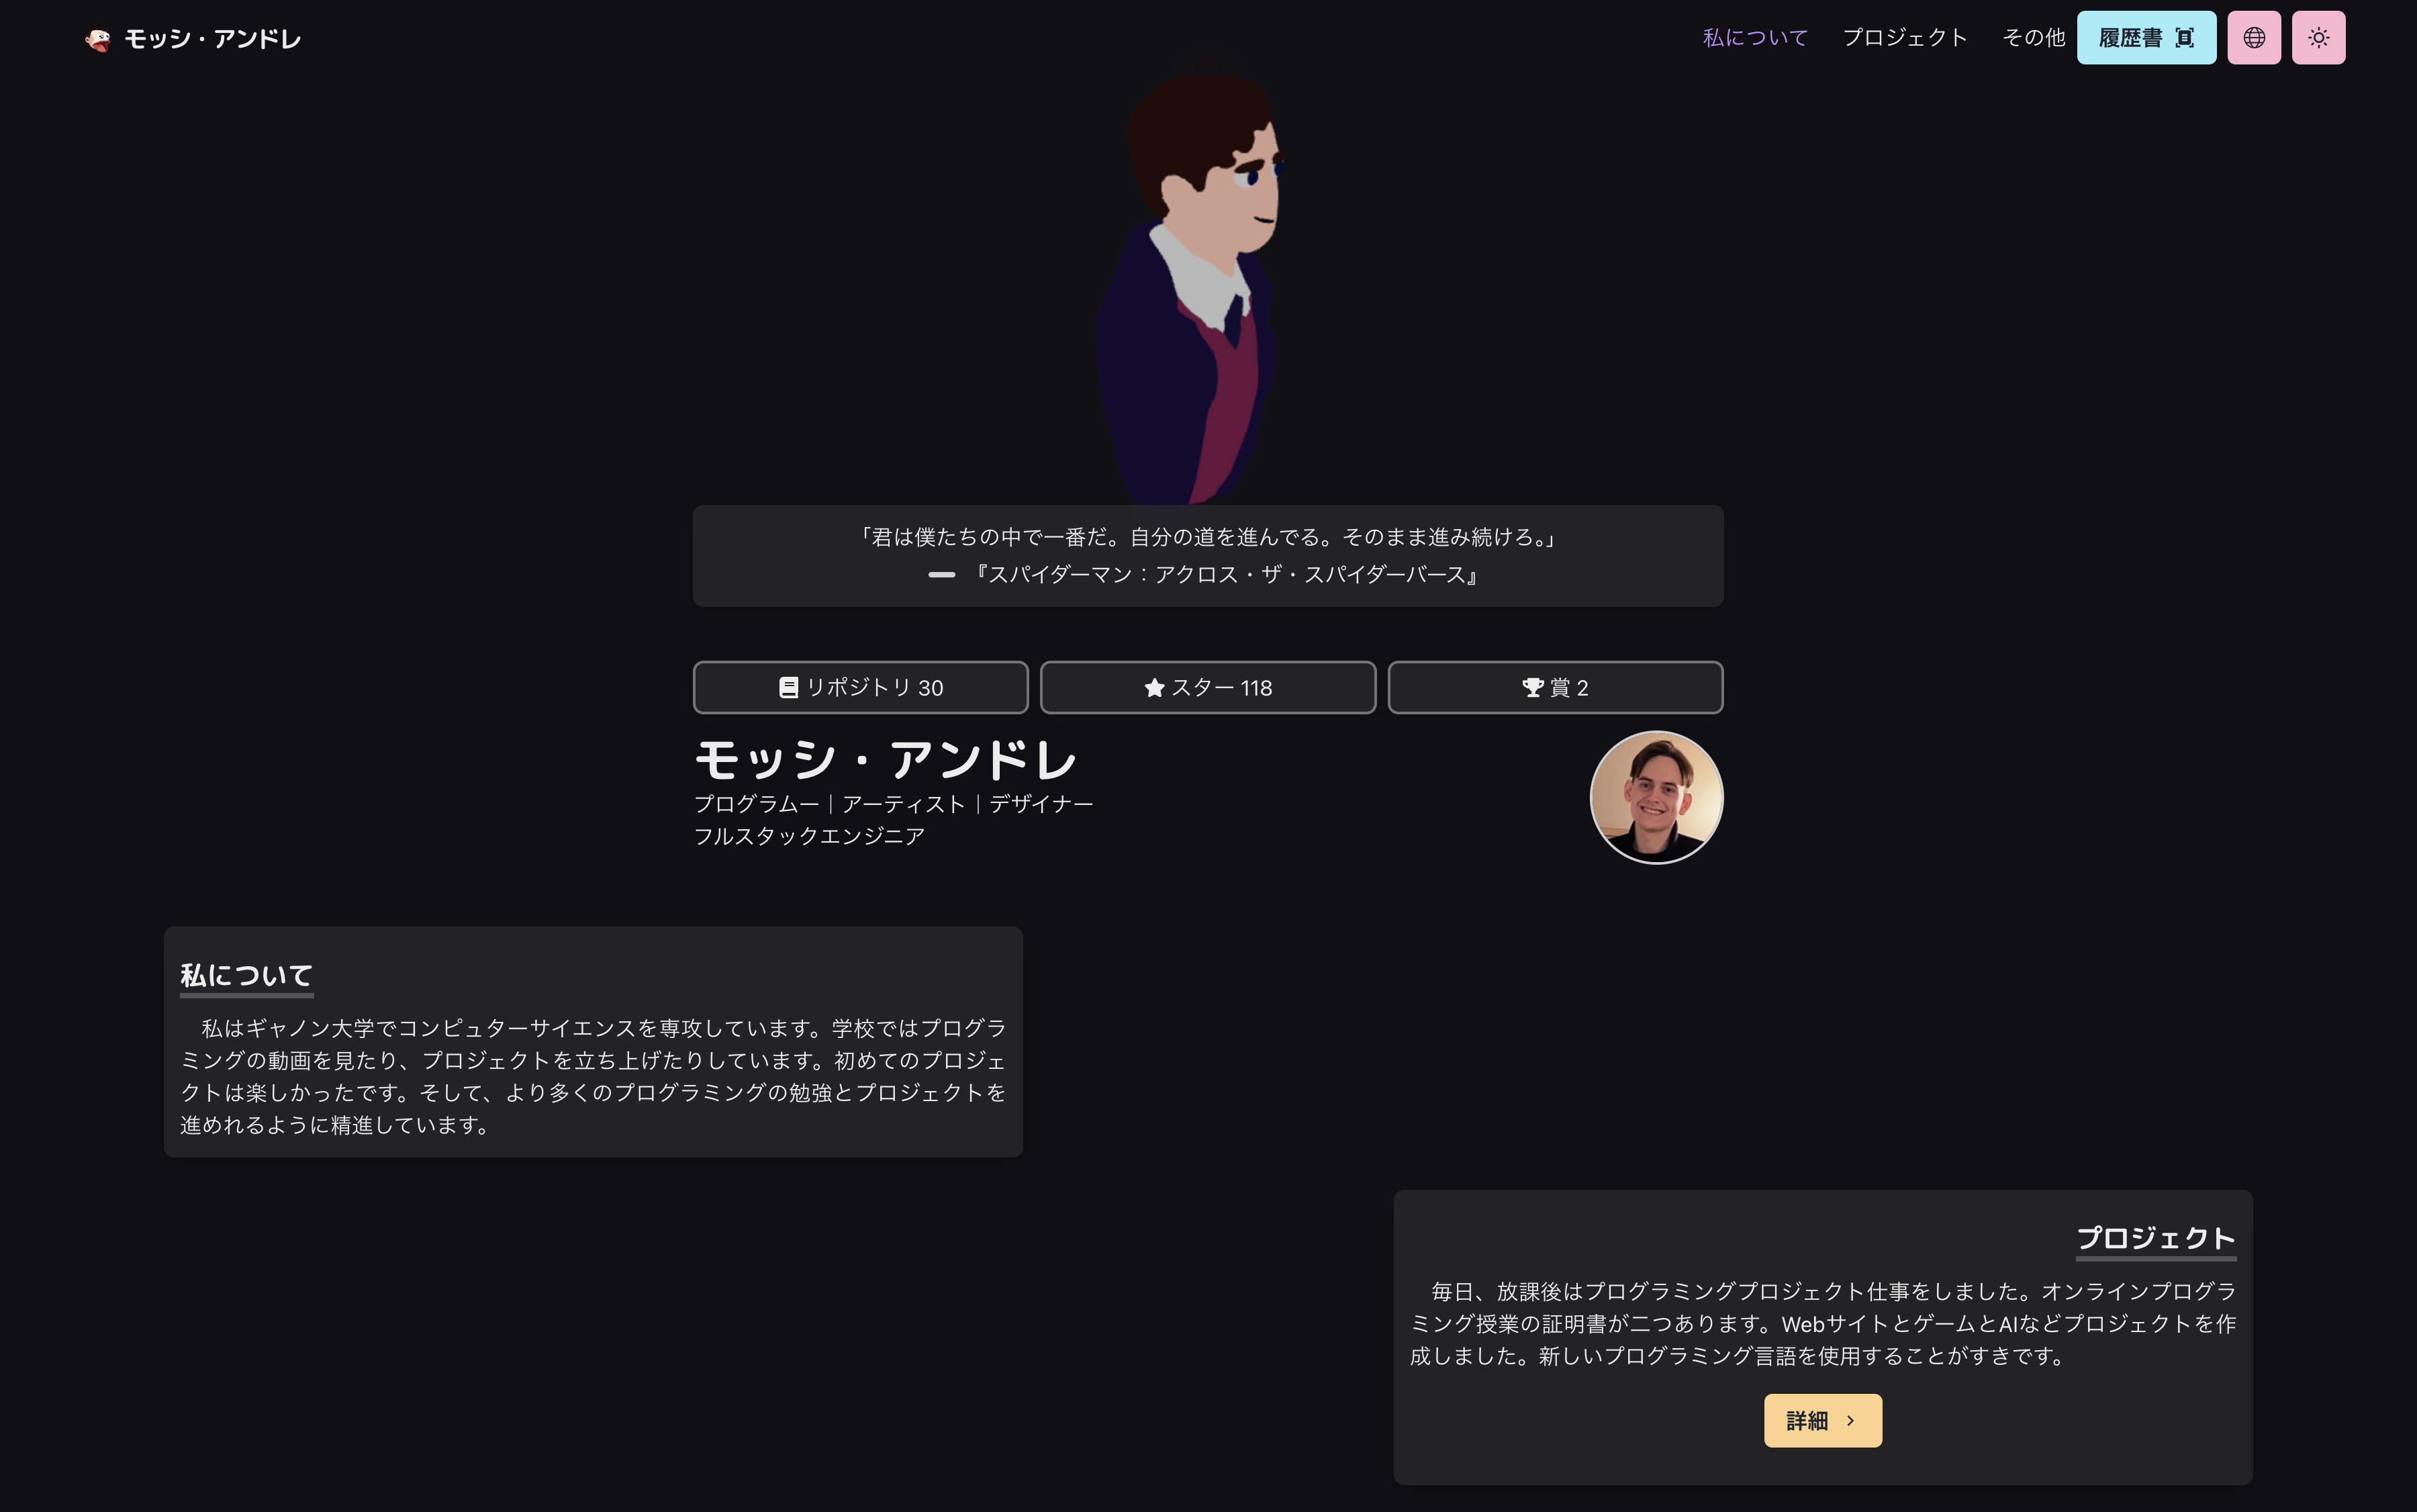 モッシ・アンドレ
私について
プロジェクト
その他
履歴書
「君は僕たちの中で一番だ。自分の道を進んでる。そのまま進み続けろ。」
— 『スパイダーマン：アクロス・ザ・スパイダーバース』
リポジトリ 30
スター 118
賞 2
モッシ・アンドレ
プログラムー｜アーティスト｜デザイナー
フルスタックエンジニア
私について
私はギャノン大学でコンピュターサイエンスを専攻しています。学校ではプログラ
ミングの動画を見たり、プロジェクトを立ち上げたりしています。初めてのプロジェ
クトは楽しかったです。そして、より多くのプログラミングの勉強とプロジェクトを
進めれるように精進しています。
プロジェクト
毎日、放課後はプログラミングプロジェクト仕事をしました。オンラインプログラ
ミング授業の証明書が二つあります。WebサイトとゲームとAIなどプロジェクトを作
成しました。新しいプログラミング言語を使用することがすきです。
詳細